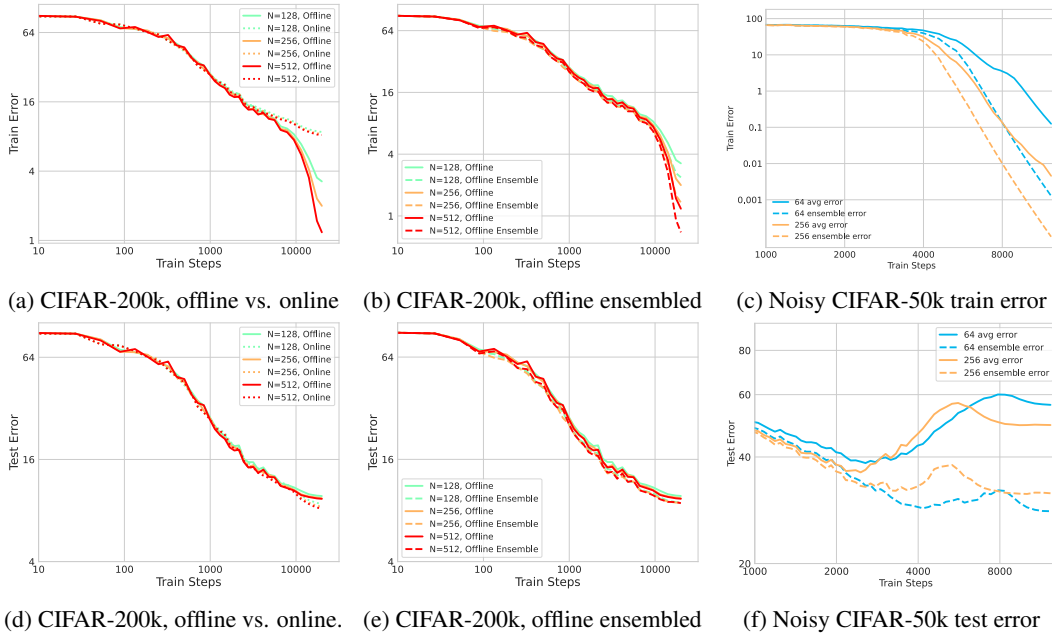 Train Error
64
16
4
1
10
100
1000
10000
Train Steps
N=128, Offline
N=128, Online
N=256, Offline
N=256, Online
N=512, Offline
N=512, Online
(a) CIFAR-200k, offline vs. online
Train Error
64
16
4
1
10
100
1000
10000
Train Steps
N=128, Offline
N=128, Offline Ensemble
N=256, Offline
N=256, Offline Ensemble
N=512, Offline
N=512, Offline Ensemble
(b) CIFAR-200k, offline ensembled
Train Error
100
10
1
0.1
0.01
0,001
1000
2000
4000
8000
Train Steps
64 avg error
64 ensemble error
256 avg error
256 ensemble error
(c) Noisy CIFAR-50k train error
Test Error
64
16
4
10
100
1000
10000
Train Steps
N=128, Offline
N=128, Online
N=256, Offline
N=256, Online
N=512, Offline
N=512, Online
(d) CIFAR-200k, offline vs. online.
Test Error
64
16
4
10
100
1000
10000
Train Steps
N=128, Offline
N=128, Offline Ensemble
N=256, Offline
N=256, Offline Ensemble
N=512, Offline
N=512, Offline Ensemble
(e) CIFAR-200k, offline ensembled
Test Error
80
60
40
20
1000
2000
4000
8000
Train Steps
64 avg error
64 ensemble error
256 avg error
256 ensemble error
(f) Noisy CIFAR-50k test error